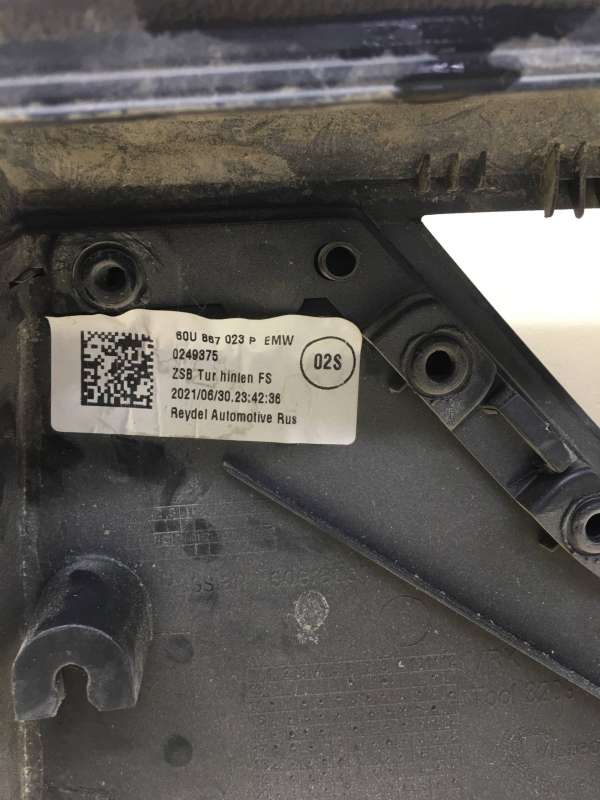 60U 867 023 P EMW
0249375
ZSB Tur hinten FS
2021/06/30.23:42:36
Reydel Automotive Rus
02S